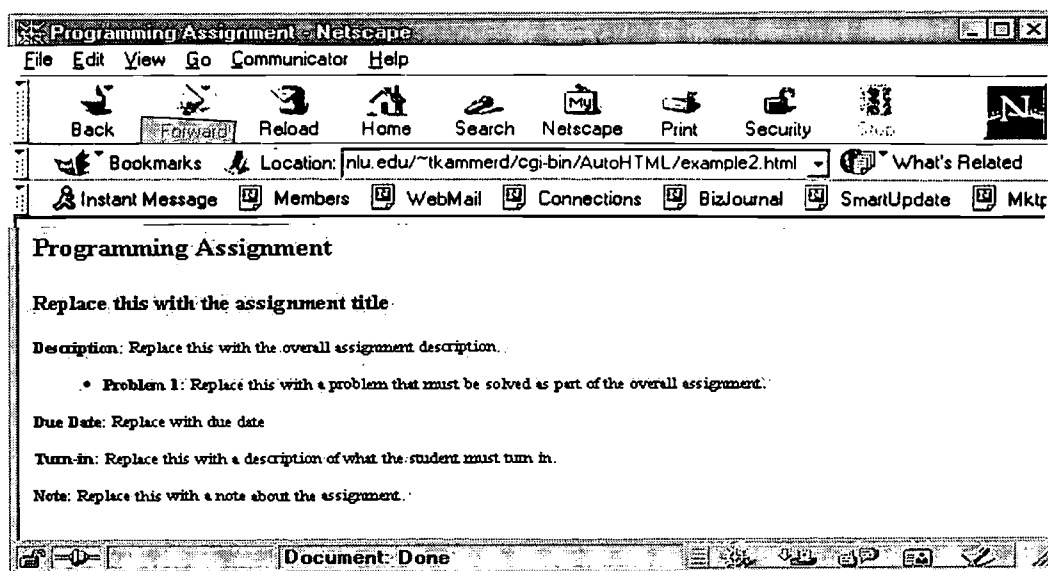 Programming Assignment - Netscape
File Edit View Go Communicator Help
Back Forward Reload Home Search My Netscape Print Security Stop N
Bookmarks Location: nlu.edu/~tkammerd/cgi-bin/AutoHTML/example2.html What's Related
Instant Message Members WebMail Connections BizJournal SmartUpdate Mktp
Programming Assignment
Replace this with the assignment title
Description: Replace this with the overall assignment description.
• Problem 1: Replace this with a problem that must be solved as part of the overall assignment.
Due Date: Replace with due date
Turn-in: Replace this with a description of what the student must turn in.
Note: Replace this with a note about the assignment.
Document: Done